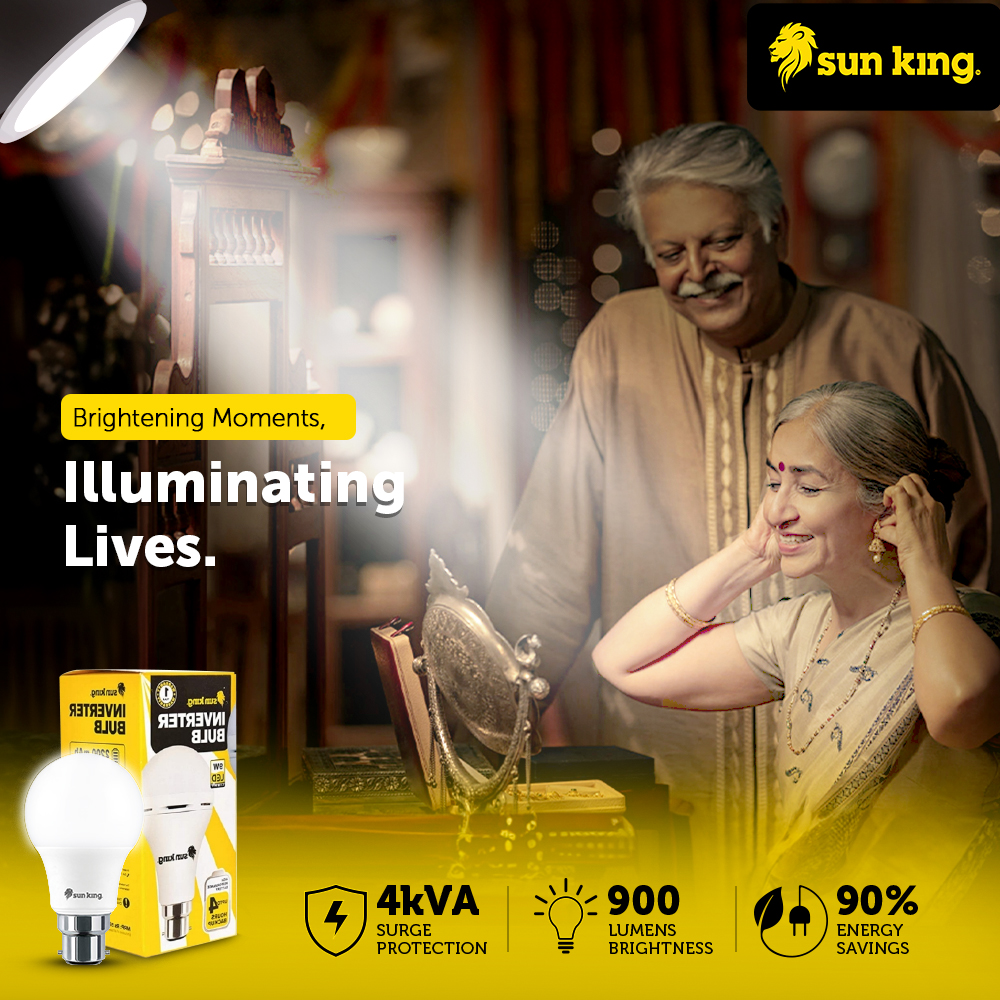 sun king.
Brightening Moments,
Illuminating
Lives.
sun king.
INVERTER
BULB
sun king.
INVERTER
BULB
9W
LED
sun king
sun king.
4kVA
SURGE
PROTECTION
900
LUMENS
BRIGHTNESS
90%
ENERGY
SAVINGS